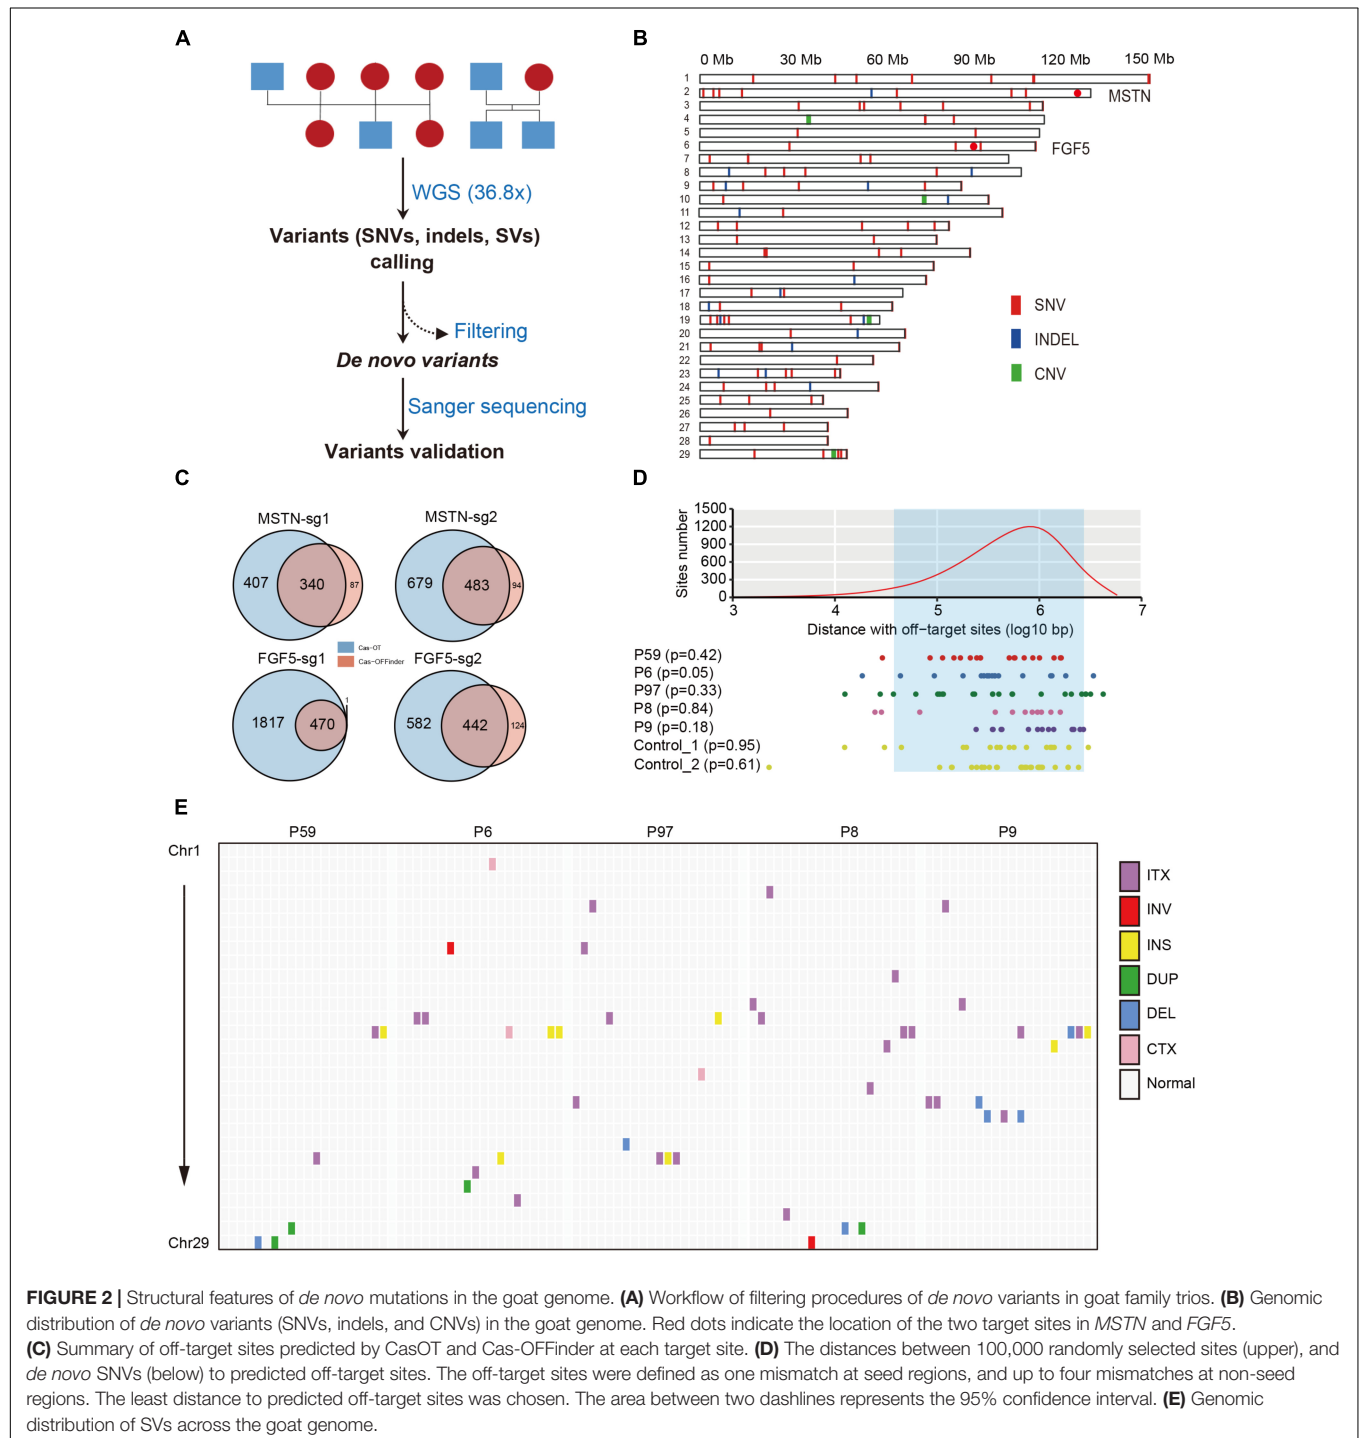 A
WGS (36.8x)
Variants (SNVs, indels, SVs)
calling
Filtering
De novo variants
Sanger sequencing
Variants validation
B
0 Mb 30 Mb 60 Mb 90 Mb 120 Mb 150 Mb
1
2
MSTN
3
4
5
6
FGF5
7
8
9
10
11
12
13
14
15
16
17
18
19
20
21
22
23
24
25
26
27
28
29
SNV
INDEL
CNV
C
MSTN-sg1
407 340 87
MSTN-sg2
679 483 94
Cas-OT
Cas-OFFinder
FGF5-sg1
1817 470 1
FGF5-sg2
582 442 124
D
Sites number
1500
1200
900
600
300
0
3 4 5 6 7
Distance with off-target sites (log10 bp)
P59 (p=0.42)
P6 (p=0.05)
P97 (p=0.33)
P8 (p=0.84)
P9 (p=0.18)
Control_1 (p=0.95)
Control_2 (p=0.61)
E
P59 P6 P97 P8 P9
Chr1
Chr29
ITX
INV
INS
DUP
DEL
CTX
Normal
FIGURE 2 | Structural features of de novo mutations in the goat genome. (A) Workflow of filtering procedures of de novo variants in goat family trios. (B) Genomic
distribution of de novo variants (SNVs, indels, and CNVs) in the goat genome. Red dots indicate the location of the two target sites in MSTN and FGF5.
(C) Summary of off-target sites predicted by CasOT and Cas-OFFinder at each target site. (D) The distances between 100,000 randomly selected sites (upper), and
de novo SNVs (below) to predicted off-target sites. The off-target sites were defined as one mismatch at seed regions, and up to four mismatches at non-seed
regions. The least distance to predicted off-target sites was chosen. The area between two dashlines represents the 95% confidence interval. (E) Genomic
distribution of SVs across the goat genome.